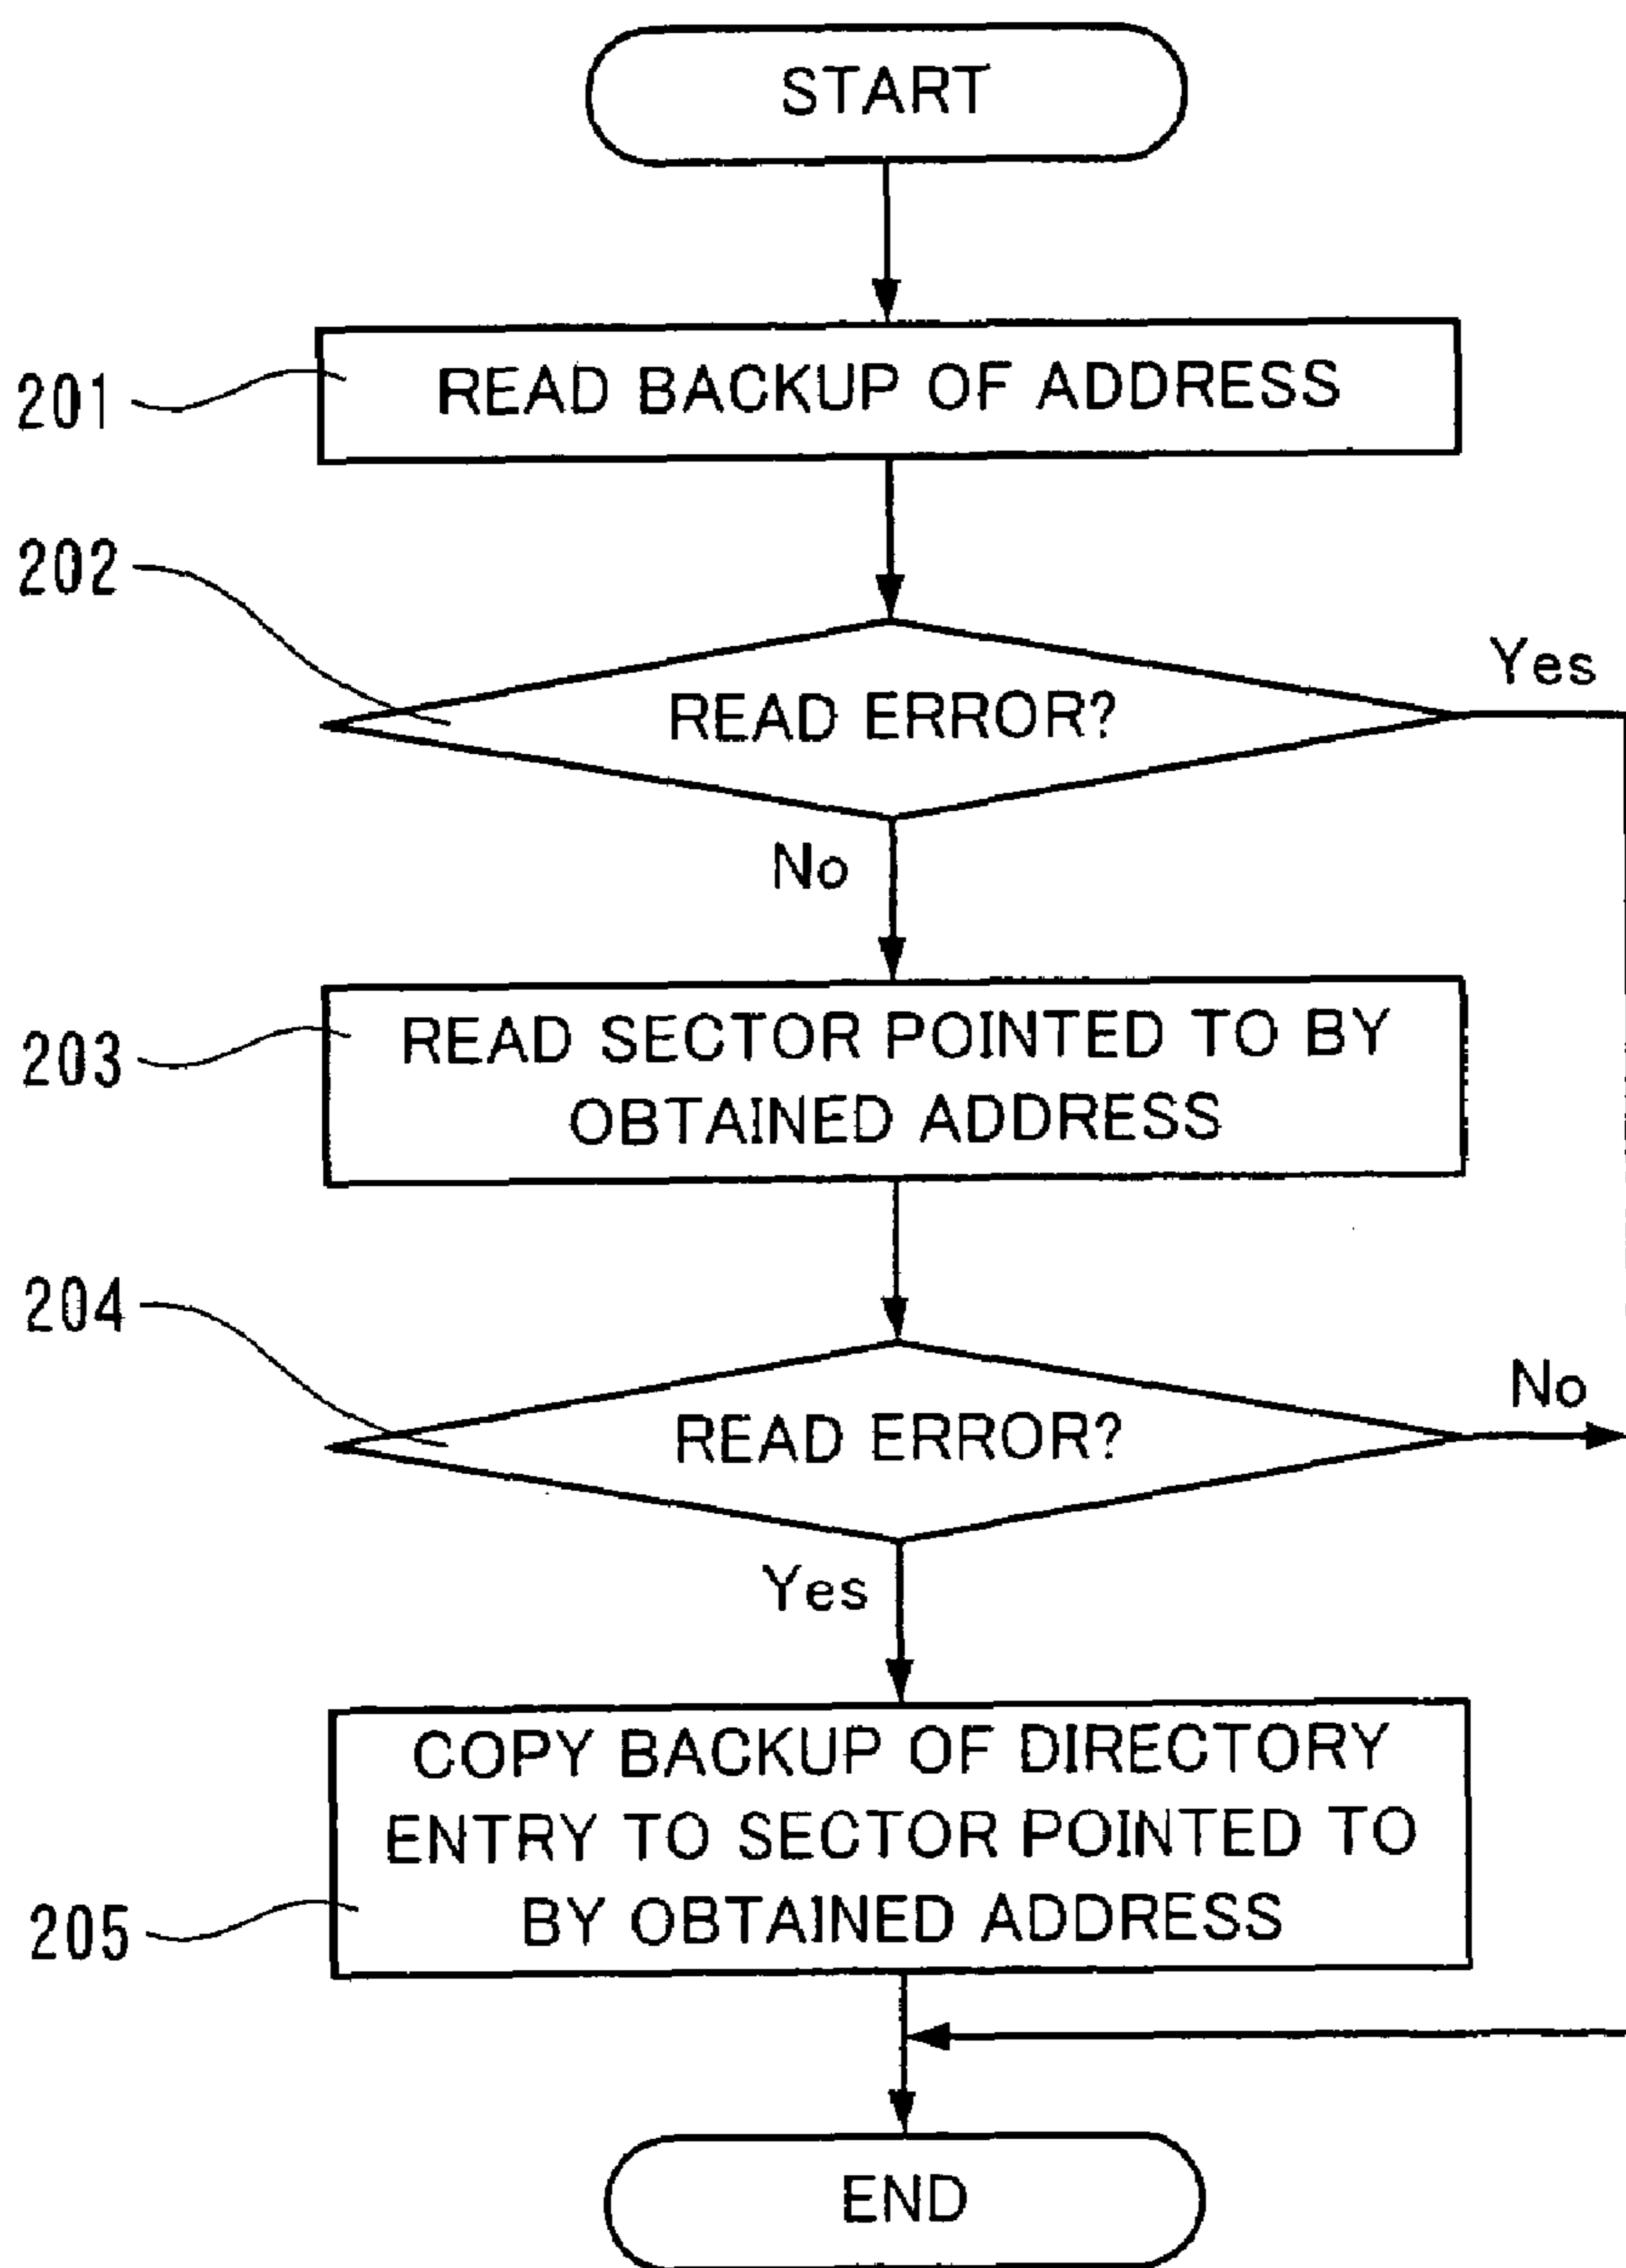 START
201
READ BACKUP OF ADDRESS
202
READ ERROR?
Yes
No
203
READ SECTOR POINTED TO BY
OBTAINED ADDRESS
204
READ ERROR?
No
Yes
COPY BACKUP OF DIRECTORY
ENTRY TO SECTOR POINTED TO
BY OBTAINED ADDRESS
205
END